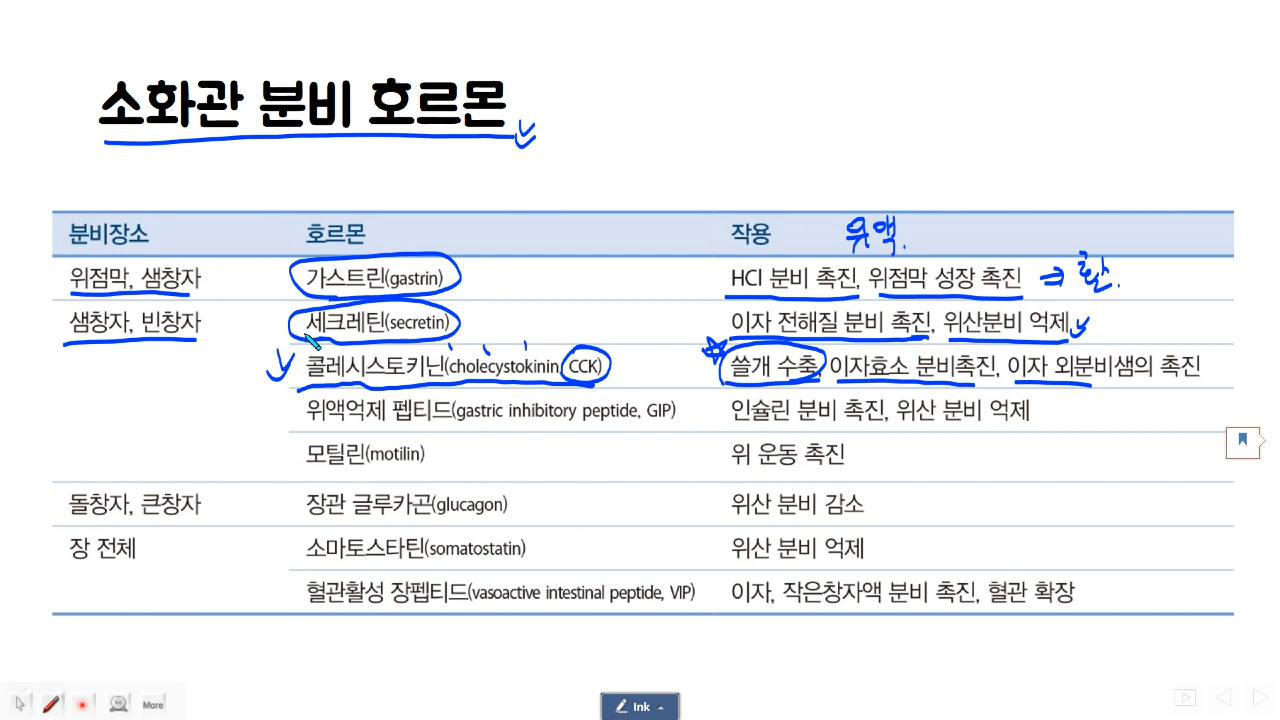 소화관 분비 호르몬
분비장소 호르몬 작용 위액.
위점막, 샘창자 가스트린(gastrin) HCl 분비 촉진, 위점막 성장 촉진 ⇒ 활.
샘창자, 빈창자 세크레틴(secretin) 이자 전해질 분비 촉진, 위산분비 억제
콜레시스토키닌(cholecystokinin, CCK) 쓸개 수축, 이자효소 분비촉진, 이자 외분비샘의 촉진
위액억제 펩티드(gastric inhibitory peptide, GIP) 인슐린 분비 촉진, 위산 분비 억제
모틸린(motilin) 위 운동 촉진
돌창자, 큰창자 장관 글루카곤(glucagon) 위산 분비 감소
장 전체 소마토스타틴(somatostatin) 위산 분비 억제
혈관활성 장펩티드(vasoactive intestinal peptide, VIP) 이자, 작은창자액 분비 촉진, 혈관 확장
More
Ink